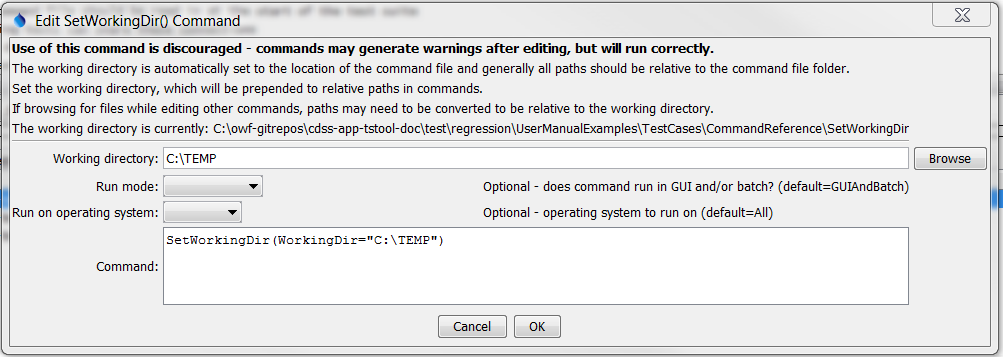 Edit SetWorkingDir() Command
Use of this command is discouraged - commands may generate warnings after editing, but will run correctly.
The working directory is automatically set to the location of the command file and generally all paths should be relative to the command file folder.
Set the working directory, which will be prepended to relative paths in commands.
If browsing for files while editing other commands, paths may need to be converted to be relative to the working directory.
The working directory is currently: C:\owf-gitrepos\cdss-app-tstool-doc\test\regression\UserManualExamples\TestCases\CommandReference\SetWorkingDir
Working directory: C:\TEMP Browse
Run mode: Optional - does command run in GUI and/or batch? (default=GUIAndBatch)
Run on operating system: Optional - operating system to run on (default=All)
SetWorkingDir(WorkingDir="C:\TEMP")
Command:
Cancel OK